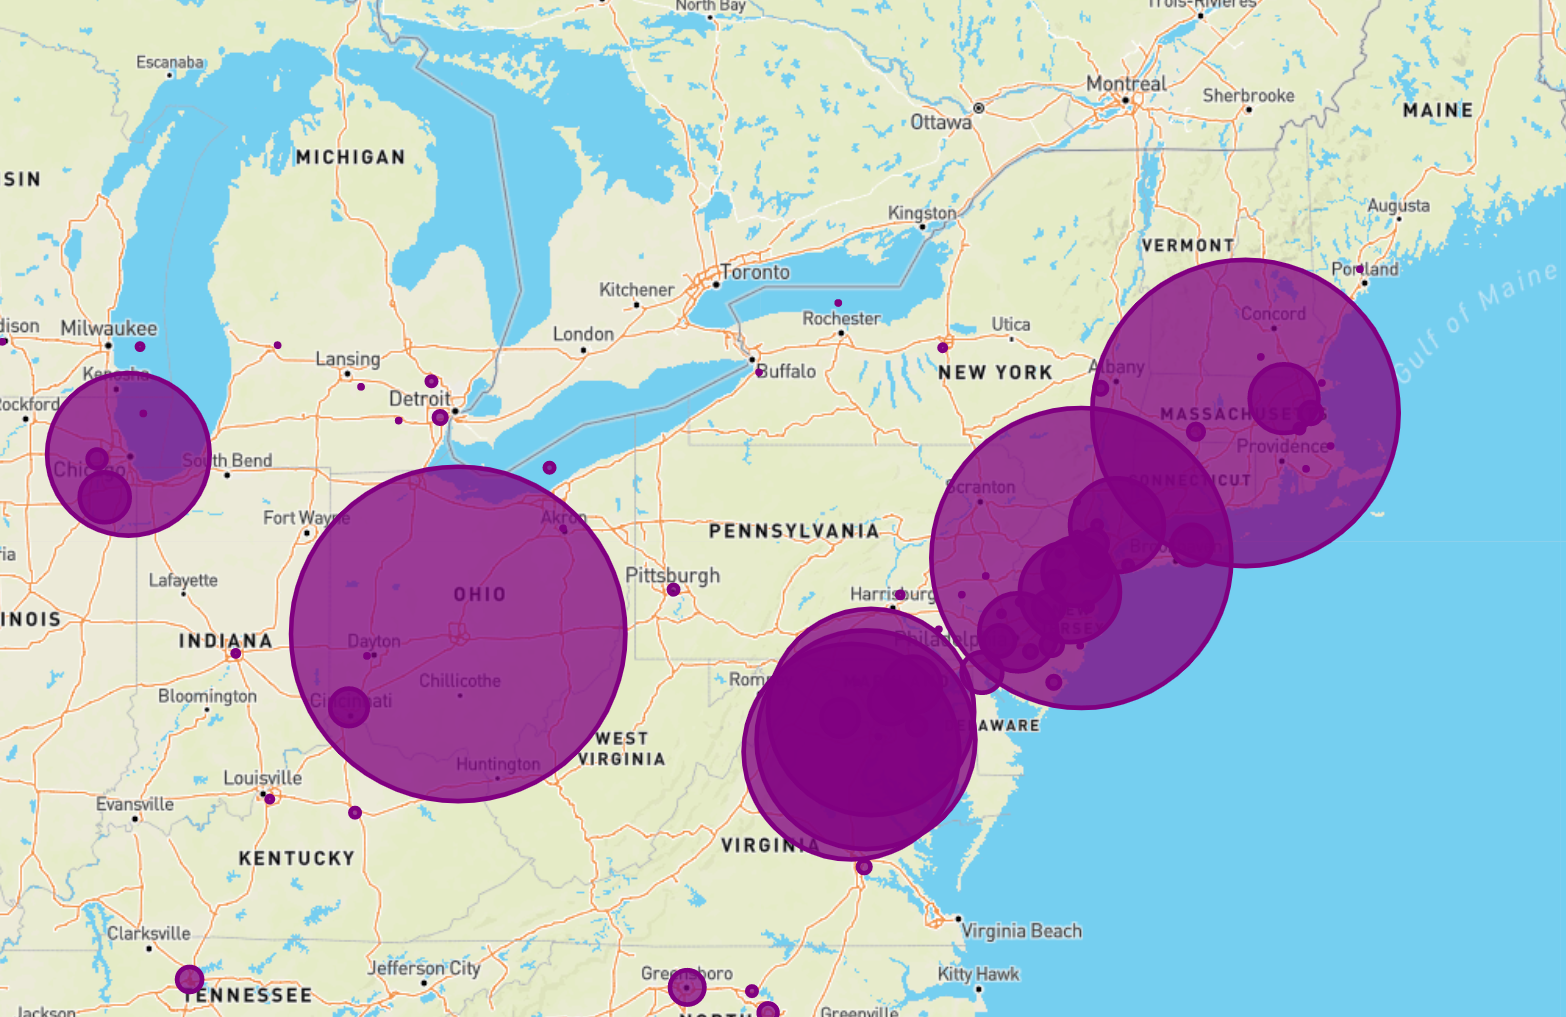 North Bay
Trois-Rivières
Escanaba
Montreal
Sherbrooke
MAINE
Ottawa
MICHIGAN
SIN
Augusta
Kingston
VERMONT
Toronto
Portland
Gulf of Maine
Kitchener
Concord
Rochester
Utica
dison
Milwaukee
London
Lansing
Albany
Buffalo
NEW YORK
Kenosha
Detroit
Rockford
MASSACHUSETTS
Providence
South Bend
Chicago
CONNECTICUT
Scranton
Fort Wayne
Akron
PENNSYLVANIA
ria
Pittsburgh
Lafayette
OHIO
Harrisburg
INOIS
INDIANA
Dayton
Philadelphia
Chillicothe
Rom
Bloomington
Cincinnati
DELAWARE
WEST
VIRGINIA
Huntington
Louisville
Evansville
VIRGINIA
KENTUCKY
Clarksville
Virginia Beach
Jefferson City
Greensboro
Kitty Hawk
TENNESSEE
Jackson
NORTH
Greenville